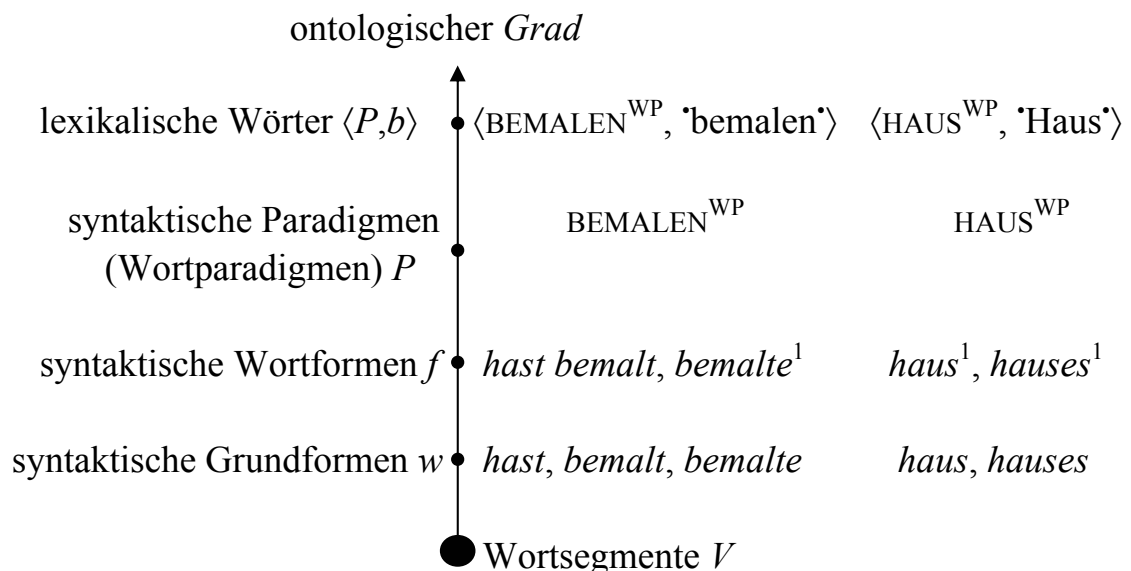 ontologischer Grad
lexikalische Wörter ⟨P,b⟩ ⟨BEMALEN^WP, ˙bemalen˙⟩ ⟨HAUS^WP, ˙Haus˙⟩
syntaktische Paradigmen BEMALEN^WP HAUS^WP
(Wortparadigmen) P
syntaktische Wortformen f hast bemalt, bemalte¹ haus¹, hauses¹
syntaktische Grundformen w hast, bemalt, bemalte haus, hauses
Wortsegmente V